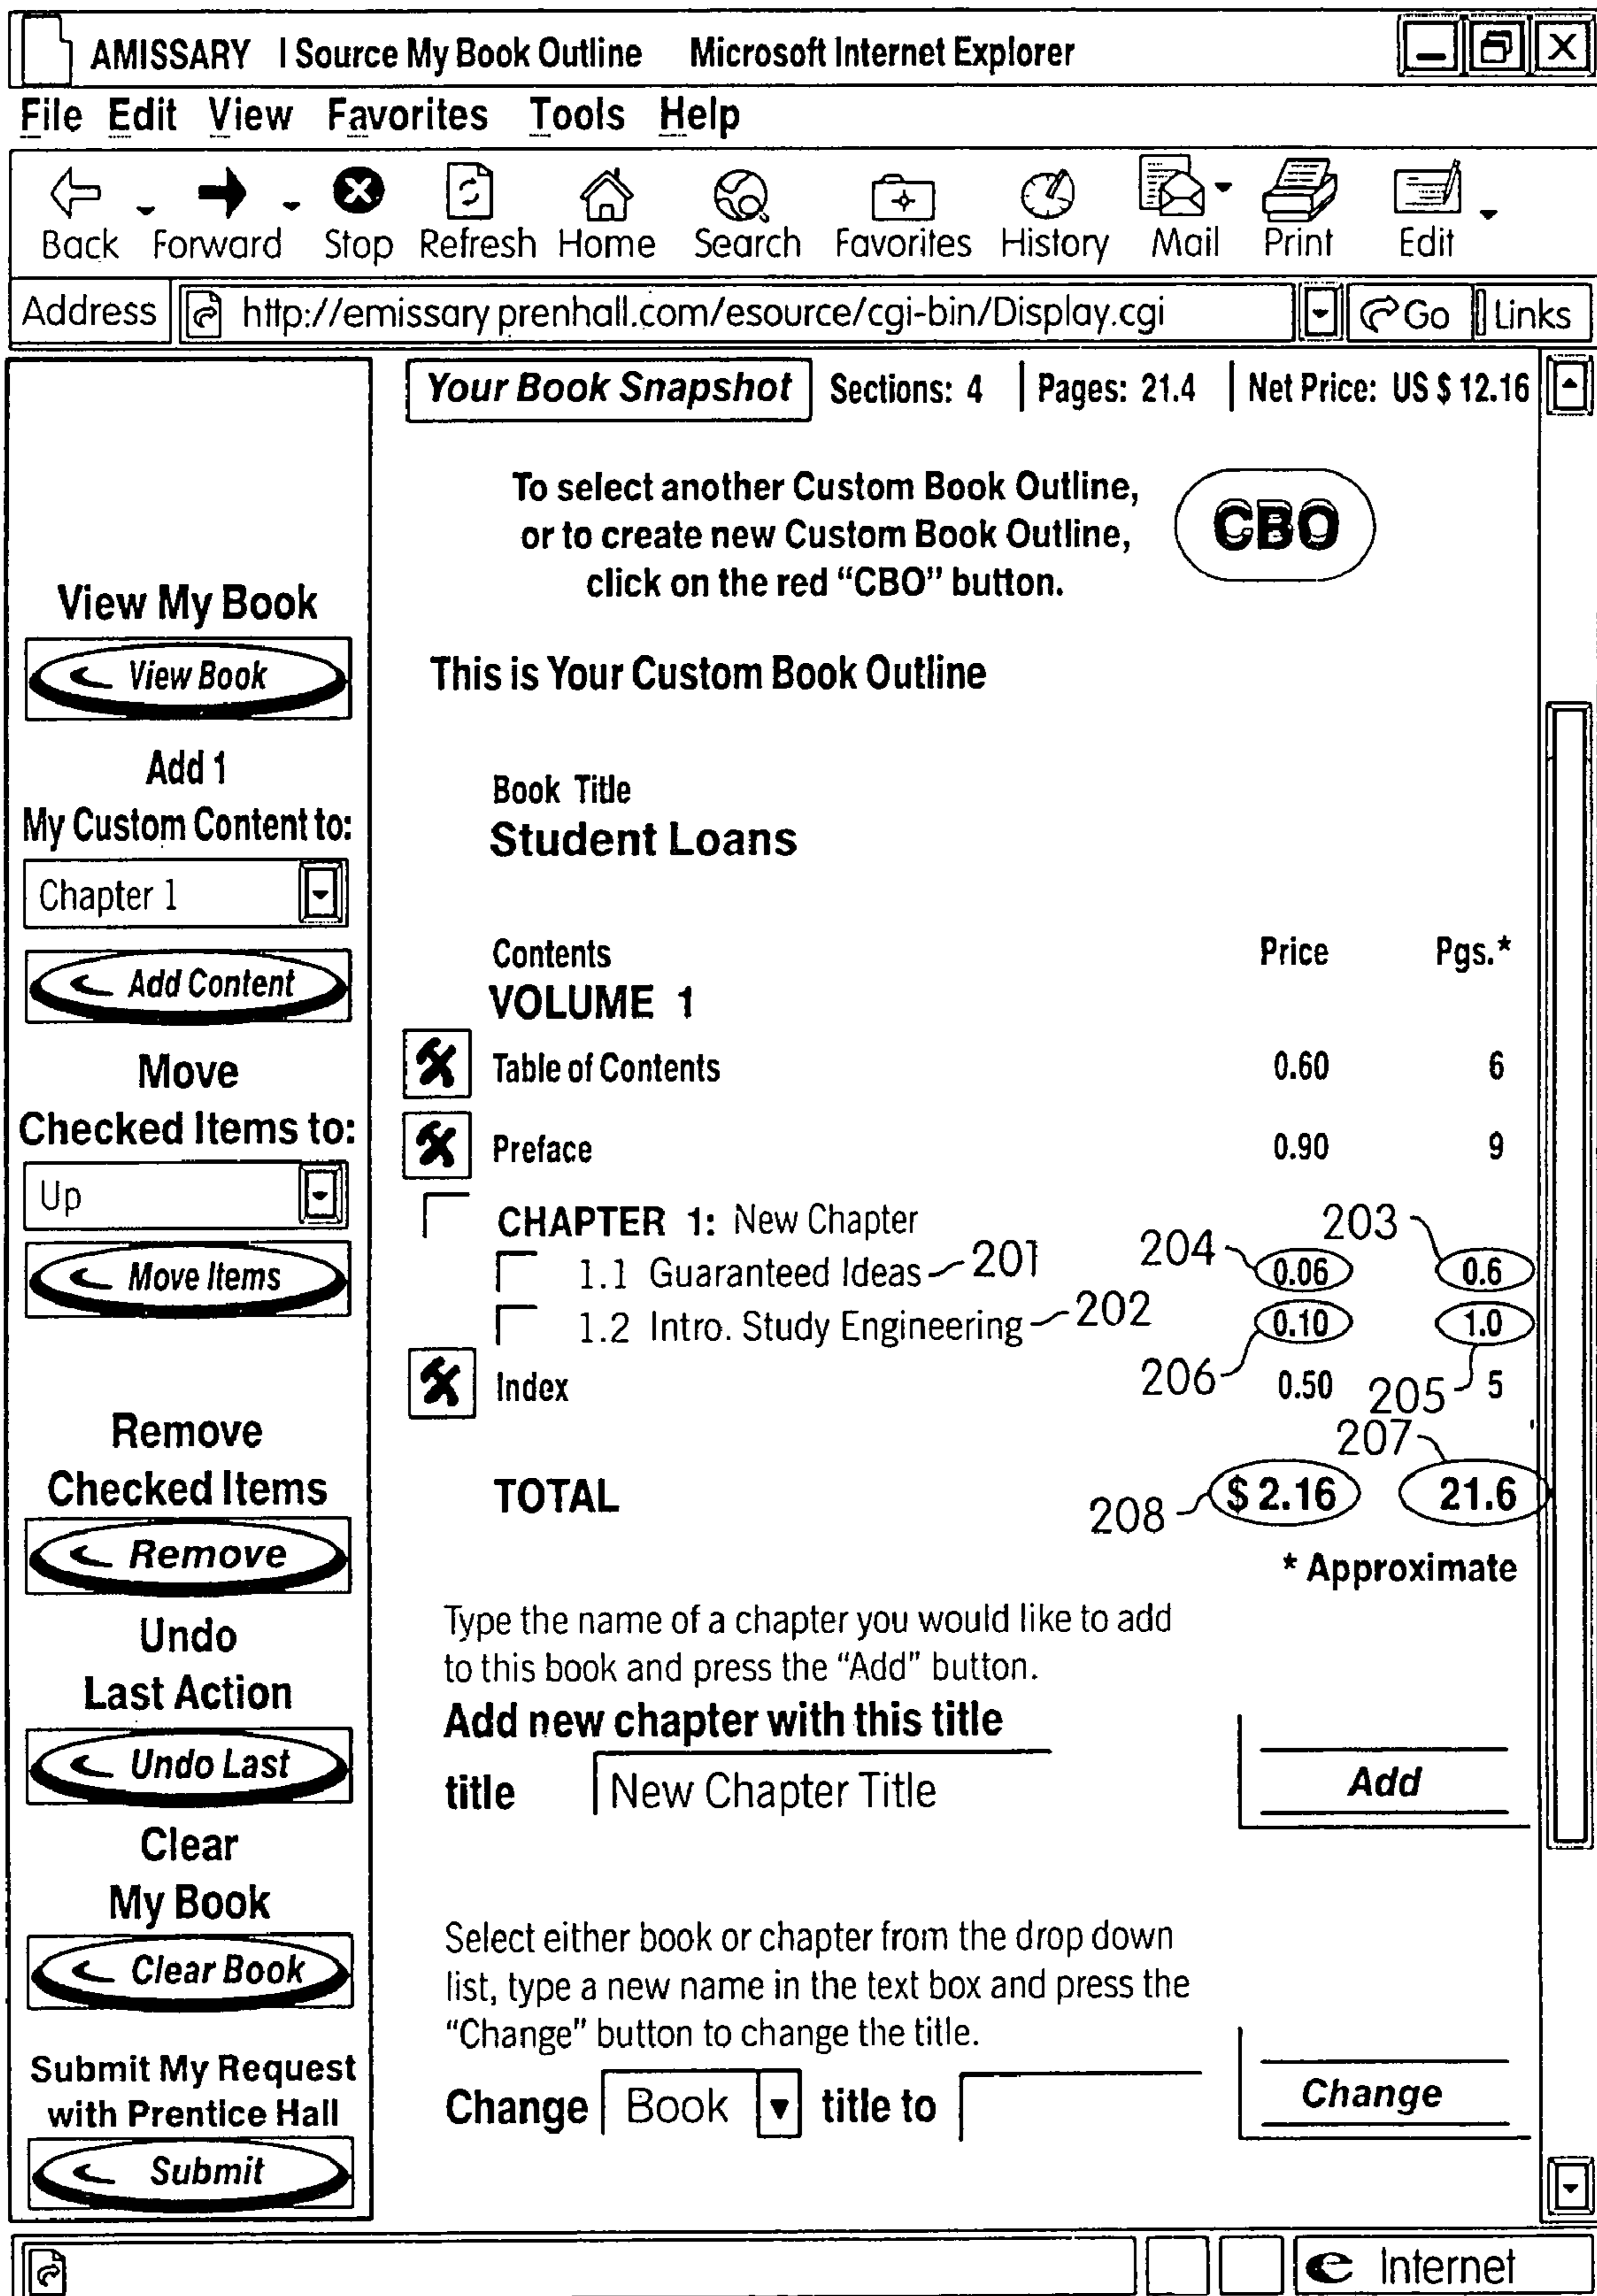 AMISSARY I Source My Book Outline Microsoft Internet Explorer
File Edit View Favorites Tools Help
Back Forward Stop Refresh Home Search Favorites History Mail Print Edit
Address http://emissary prenhall.com/esource/cgi-bin/Display.cgi Go Links
Your Book Snapshot Sections: 4 | Pages: 21.4 | Net Price: US $ 12.16
To select another Custom Book Outline,
or to create new Custom Book Outline,
click on the red “CBO” button.
CBO
View My Book
View Book
Add 1
My Custom Content to:
Chapter 1
Add Content
Move
Checked Items to:
Up
Move Items
Remove
Checked Items
Remove
Undo
Last Action
Undo Last
Clear
My Book
Clear Book
Submit My Request
with Prentice Hall
Submit
This is Your Custom Book Outline
Book Title
Student Loans
Contents Price Pgs.*
VOLUME 1
Table of Contents 0.60 6
Preface 0.90 9
CHAPTER 1: New Chapter 203
1.1 Guaranteed Ideas 201 204 0.06 0.6
1.2 Intro. Study Engineering 202 0.10 1.0
Index 206 0.50 205 5
207
TOTAL 208 $ 2.16 21.6
* Approximate
Type the name of a chapter you would like to add
to this book and press the “Add” button.
Add new chapter with this title
title New Chapter Title Add
Select either book or chapter from the drop down
list, type a new name in the text box and press the
“Change” button to change the title.
Change Book title to Change
e Internet